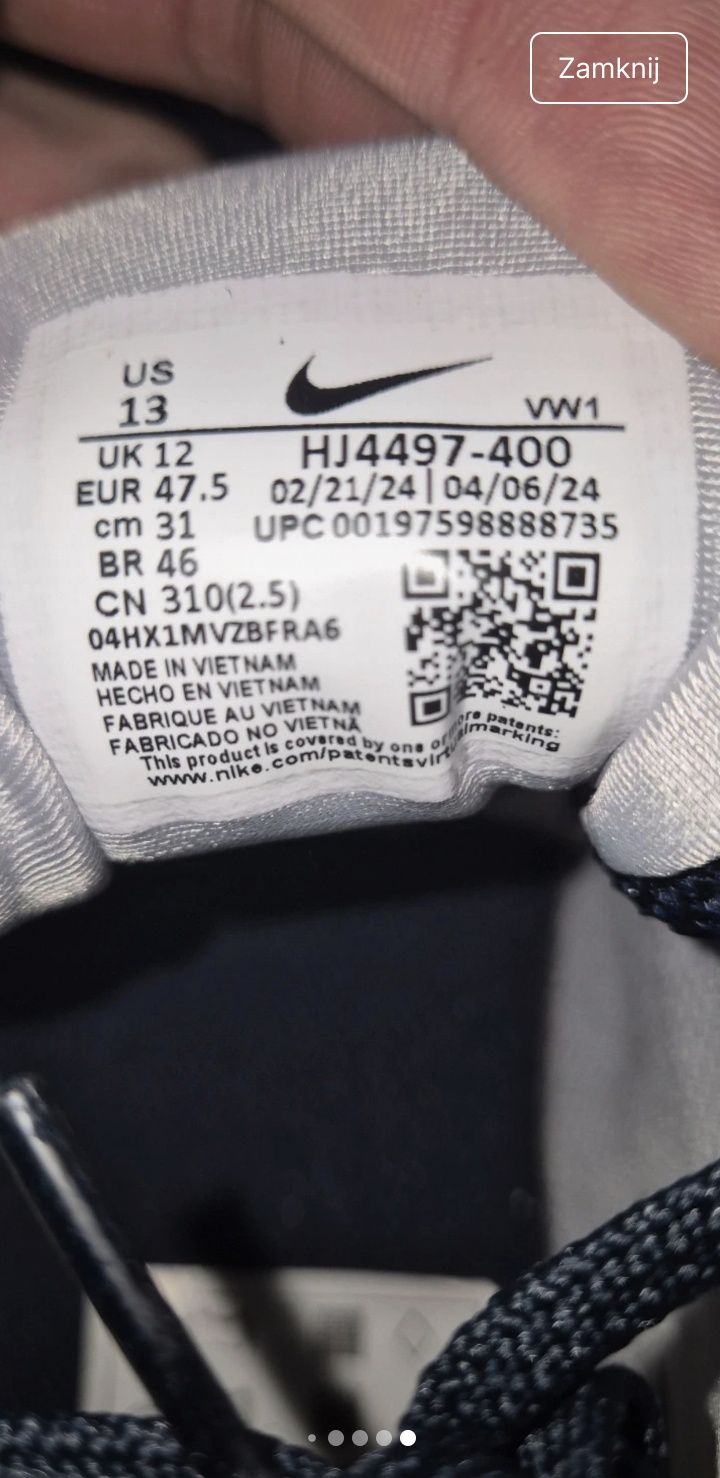 Zamknij
US
13
VW1
UK 12
HJ4497-400
EUR 47.5
02/21/24 | 04/06/24
cm 31
UPC 00197598888735
BR 46
CN 310(2.5)
04HX1MVZBFRA6
MADE IN VIETNAM
HECHO EN VIETNAM
FABRIQUE AU VIETNAM
FABRICADO NO VIETNÃ
This product is covered by one or more patents:
www.nike.com/patentsvirtualmarking